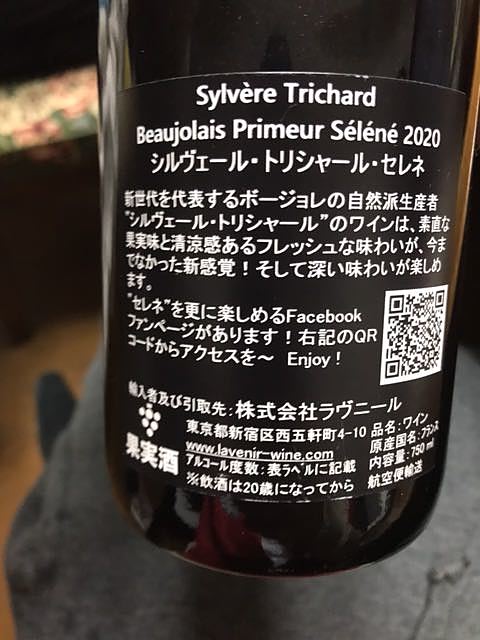 Sylvère Trichard
Beaujolais Primeur Séléné 2020
シルヴェール・トリシャール・セレネ
新世代を代表するボージョレの自然派生産者
"シルヴェール・トリシャール"のワインは、素直な
果実味と清涼感あるフレッシュな味わいが、今ま
でなかった新感覚！そして深い味わいが楽しめ
ます。
"セレネ"を更に楽しめるFacebook
ファンページがあります！右記のQR
コードからアクセスを〜 Enjoy！
輸入者及び引取先：株式会社ラヴニール
東京都新宿区西五軒町4-10
www.lavenir-wine.com
アルコール度数：表ラベルに記載
※飲酒は20歳になってから
果実酒
品名：ワイン
原産国名：フランス
内容量：750 ml
航空便輸送